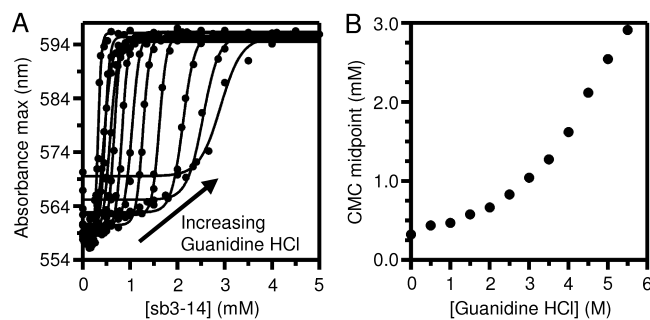 A
Absorbance max (nm)
594
584
574
564
554
0 1 2 3 4 5
[sb3-14] (mM)
Increasing
Guanidine HCl
B
CMC midpoint (mM)
3.0
2.0
1.0
0.0
0 1 2 3 4 5 6
[Guanidine HCl] (M)